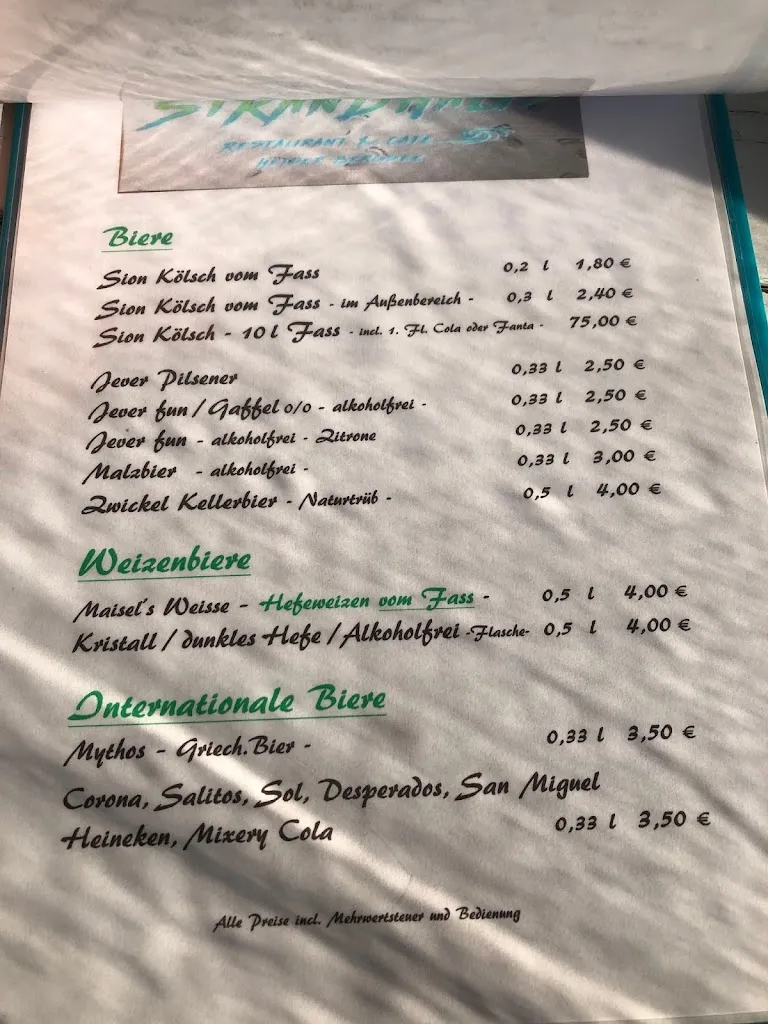 RESTAURANT & CAFE
Biere
Sion Kölsch vom Fass 0,2 l 1,80 €
Sion Kölsch vom Fass - im Außenbereich - 0,3 l 2,40 €
Sion Kölsch - 10 l Fass - incl. 1. Fl. Cola oder Fanta - 75,00 €
Jever Pilsener 0,33 l 2,50 €
Jever fun / Gaffel 0/0 - alkoholfrei - 0,33 l 2,50 €
Jever fun - alkoholfrei - Zitrone 0,33 l 2,50 €
Malzbier - alkoholfrei - 0,33 l 3,00 €
Zwickel Kellerbier - Naturtrüb - 0,5 l 4,00 €
Weizenbiere
Maisel's Weisse - Hefeweizen vom Fass - 0,5 l 4,00 €
Kristall / dunkles Hefe / Alkoholfrei -Flasche- 0,5 l 4,00 €
Internationale Biere
Mythos - Griech.Bier - 0,33 l 3,50 €
Corona, Salitos, Sol, Desperados, San Miguel
Heineken, Mixery Cola 0,33 l 3,50 €
Alle Preise incl. Mehrwertsteuer und Bedienung